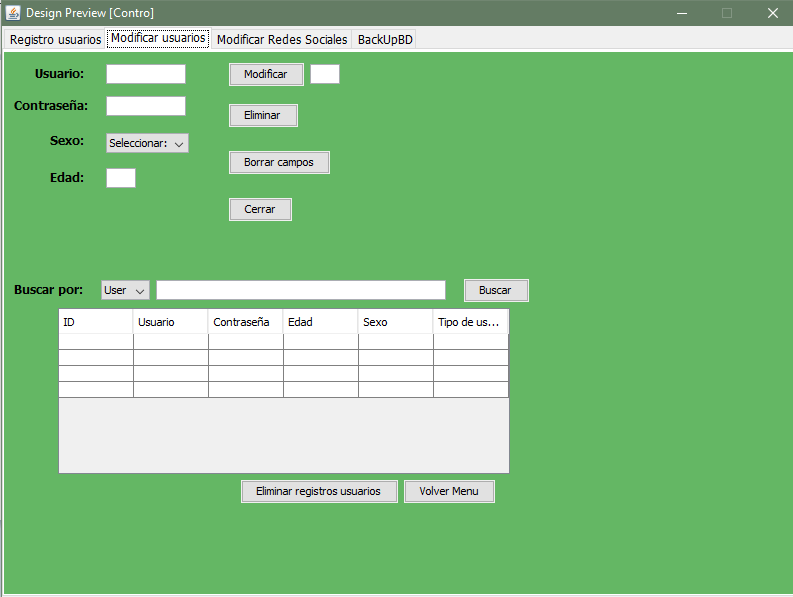 Design Preview [Contro]
Registro usuarios Modificar usuarios Modificar Redes Sociales BackUpBD
Usuario: Modificar
Contraseña: Eliminar
Sexo: Seleccionar:
Borrar campos
Edad:
Cerrar
Buscar por: User Buscar
ID Usuario Contraseña Edad Sexo Tipo de us...
Eliminar registros usuarios Volver Menu